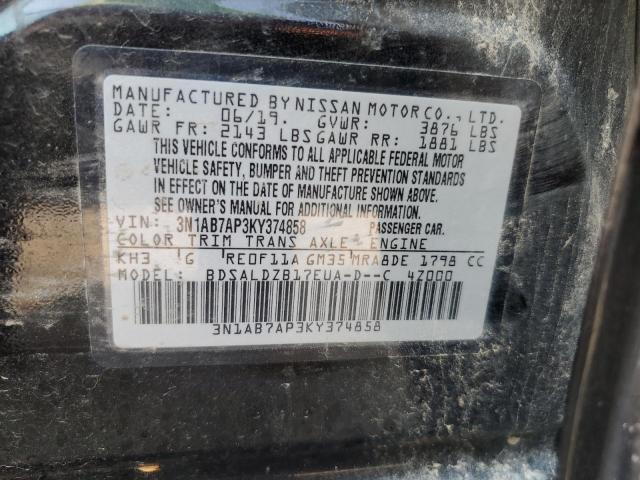 MANUFACTURED BY NISSAN MOTOR CO., LTD.
DATE: 06/19. GVWR: 3876 LBS
GAWR FR: 2143 LBS GAWR RR: 1881 LBS
THIS VEHICLE CONFORMS TO ALL APPLICABLE FEDERAL MOTOR
VEHICLE SAFETY, BUMPER AND THEFT PREVENTION STANDARDS
IN EFFECT ON THE DATE OF MANUFACTURE SHOWN ABOVE.
SEE OWNER'S MANUAL FOR ADDITIONAL INFORMATION.
VIN: 3N1AB7AP3KY374858 PASSENGER CAR.
COLOR TRIM TRANS AXLE ENGINE
KH3 G RE0F11A GM35 MRA8DE 1798 CC
MODEL: BDSALDZB17EUA-D--C 4Z000
3N1AB7AP3KY374858